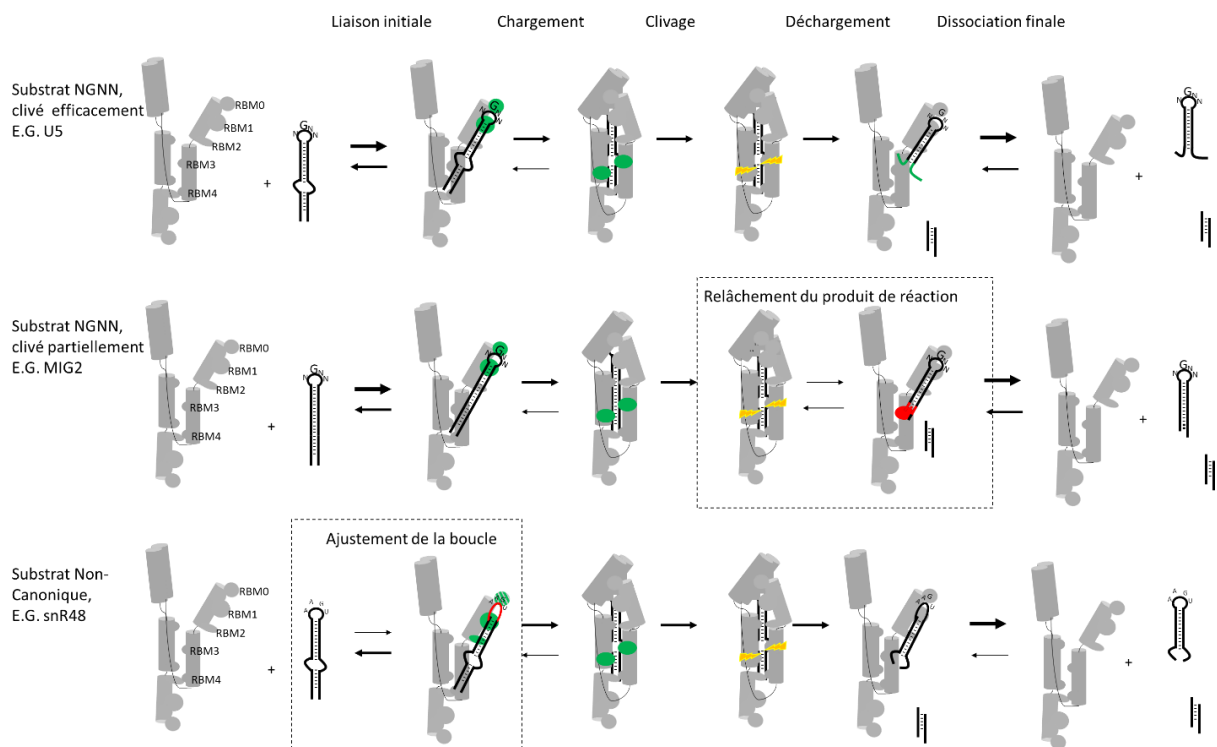 Liaison initiale
Chargement
Clivage
Déchargement
Dissociation finale
Substrat NGNN,
clivé efficacement
E.G. U5
RBM0
RBM1
RBM2
RBM3
RBM4
+
N G N N
N G N N
N G N N
+
N G N N
Substrat NGNN,
clivé partiellement
E.G. MIG2
RBM0
RBM1
RBM2
RBM3
RBM4
+
N G N N
N G N N
Relâchement du produit de réaction
N G N N
+
N G N N
Substrat Non-
Canonique,
E.G. snR48
RBM0
RBM1
RBM2
RBM3
RBM4
+
Ajustement de la boucle
A A G U
A A G U
A A G U
+
A A G U